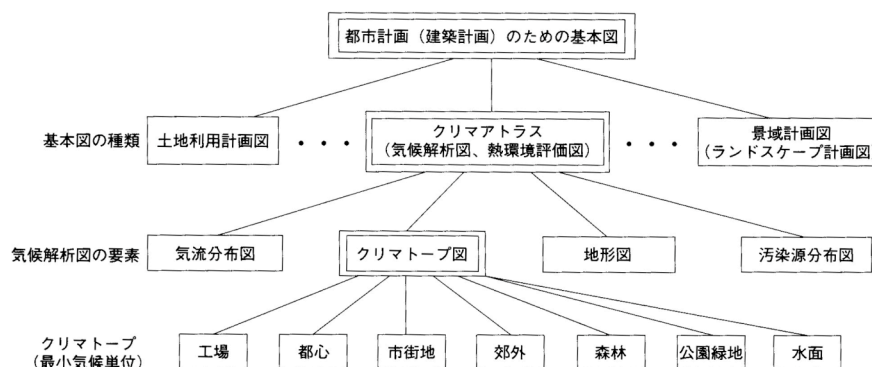 都市計画(建築計画)のための基本図
基本図の種類
土地利用計画図
・・・
クリマアトラス
(気候解析図、熱環境評価図)
・・・
景域計画図
(ランドスケープ計画図)
気候解析図の要素
気流分布図
クリマトープ図
地形図
汚染源分布図
クリマトープ
(最小気候単位)
工場
都心
市街地
郊外
森林
公園緑地
水面